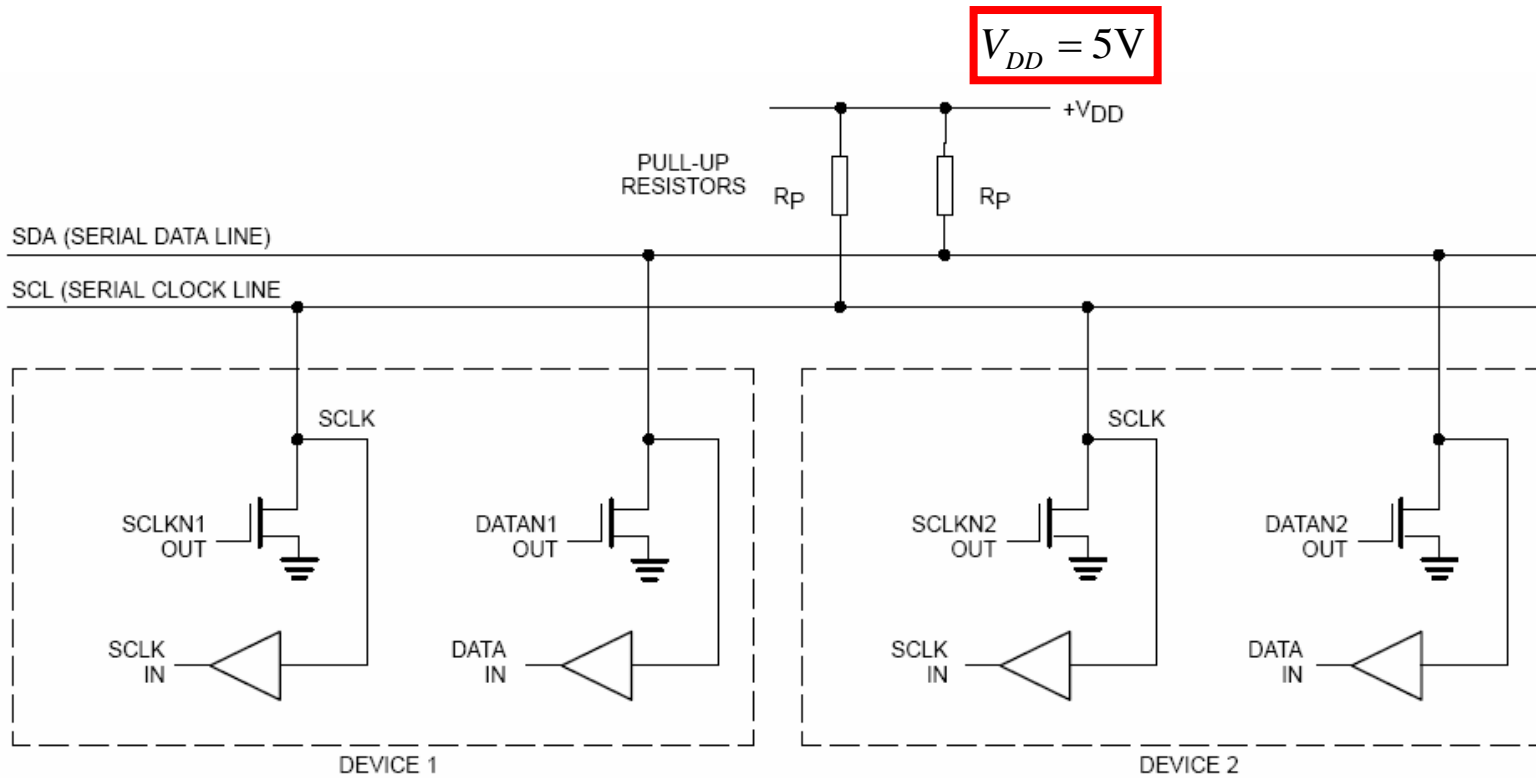 V_DD = 5V
+VDD
PULL-UP
RESISTORS
RP
RP
SDA (SERIAL DATA LINE)
SCL (SERIAL CLOCK LINE
SCLK
SCLK
SCLKN1
OUT
DATAN1
OUT
SCLKN2
OUT
DATAN2
OUT
SCLK
IN
DATA
IN
SCLK
IN
DATA
IN
DEVICE 1
DEVICE 2